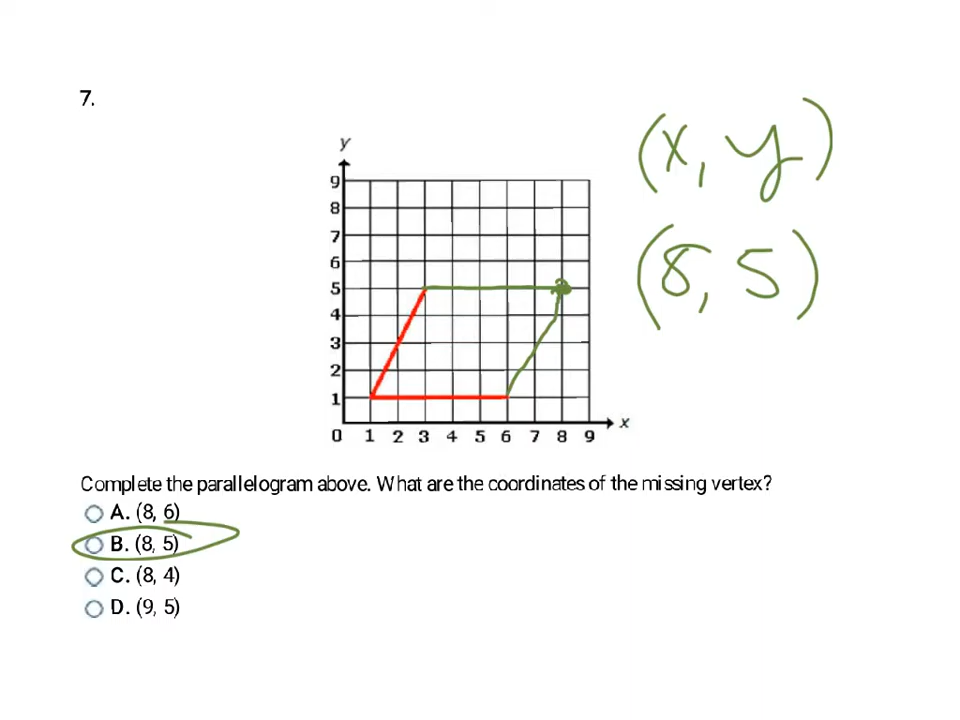 7.
(x, y)
y
9
8
7
6
5
4
3
2
1
0 1 2 3 4 5 6 7 8 9 x
(8, 5)
Complete the parallelogram above. What are the coordinates of the missing vertex?
A. (8, 6)
B. (8, 5)
C. (8, 4)
D. (9, 5)